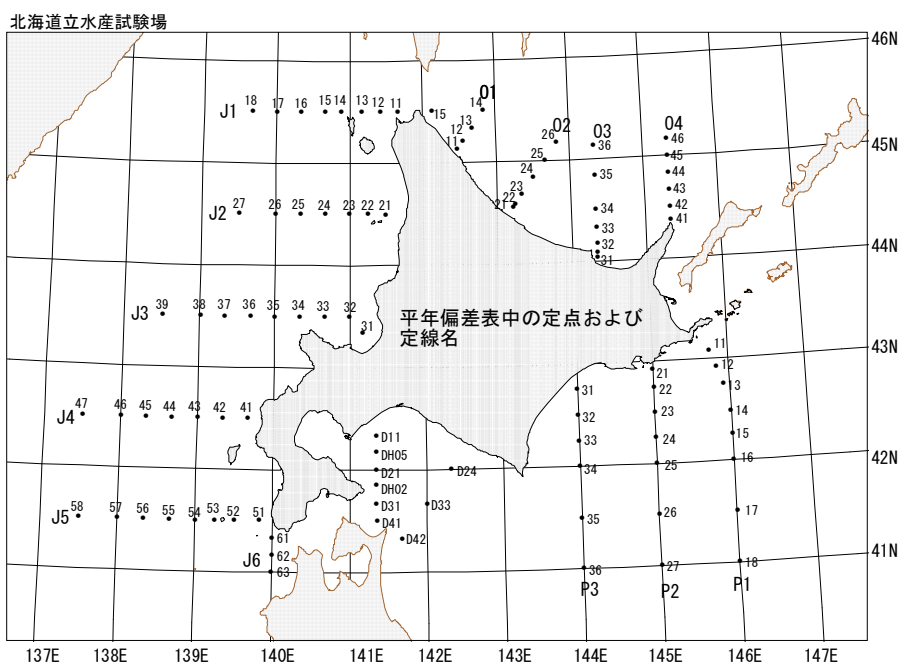 北海道立水産試験場
46N
O1
J1 18 17 16 15 14 13 12 11
15 11 12 13 14
O2
21 22 23 24 25 26
O3
36 35 34 33 32 31
O4
46 45 44 43 42 41
45N
J2 27 26 25 24 23 22 21
44N
J3 39 38 37 36 35 34 33 32 31
平年偏差表中の定点および
定線名
43N
11
12
13
14
15
16
17
18
P1
21
22
23
24
25
26
27
P2
31
32
33
34
35
36
P3
J4 47 46 45 44 43 42 41
D11
DH05
D21
D24
DH02
D31
D33
D41
D42
42N
J5 58 57 56 55 54 53 52 51
J6
61
62
63
41N
137E 138E 139E 140E 141E 142E 143E 144E 145E 146E 147E